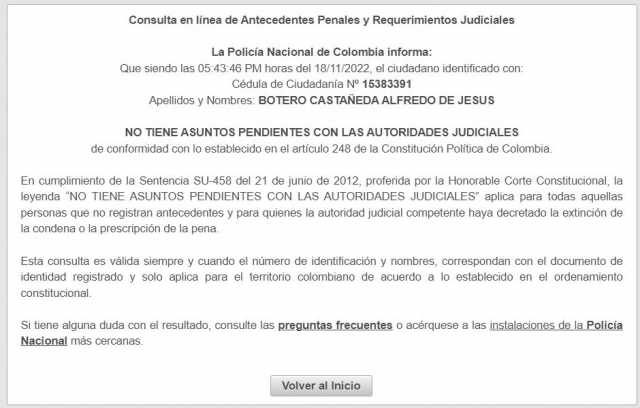 Consulta en línea de Antecedentes Penales y Requerimientos Judiciales
La Policía Nacional de Colombia informa:
Que siendo las 05:43:46 PM horas del 18/11/2022, el ciudadano identificado con:
Cédula de Ciudadanía Nº 15383391
Apellidos y Nombres: BOTERO CASTAÑEDA ALFREDO DE JESUS
NO TIENE ASUNTOS PENDIENTES CON LAS AUTORIDADES JUDICIALES
de conformidad con lo establecido en el artículo 248 de la Constitución Política de Colombia.
En cumplimiento de la Sentencia SU-458 del 21 de junio de 2012, proferida por la Honorable Corte Constitucional, la
leyenda “NO TIENE ASUNTOS PENDIENTES CON LAS AUTORIDADES JUDICIALES” aplica para todas aquellas
personas que no registran antecedentes y para quienes la autoridad judicial competente haya decretado la extinción de
la condena o la prescripción de la pena.
Esta consulta es válida siempre y cuando el número de identificación y nombres, correspondan con el documento de
identidad registrado y solo aplica para el territorio colombiano de acuerdo a lo establecido en el ordenamiento
constitucional.
Si tiene alguna duda con el resultado, consulte las preguntas frecuentes o acérquese a las instalaciones de la Policía
Nacional más cercanas.
Volver al Inicio